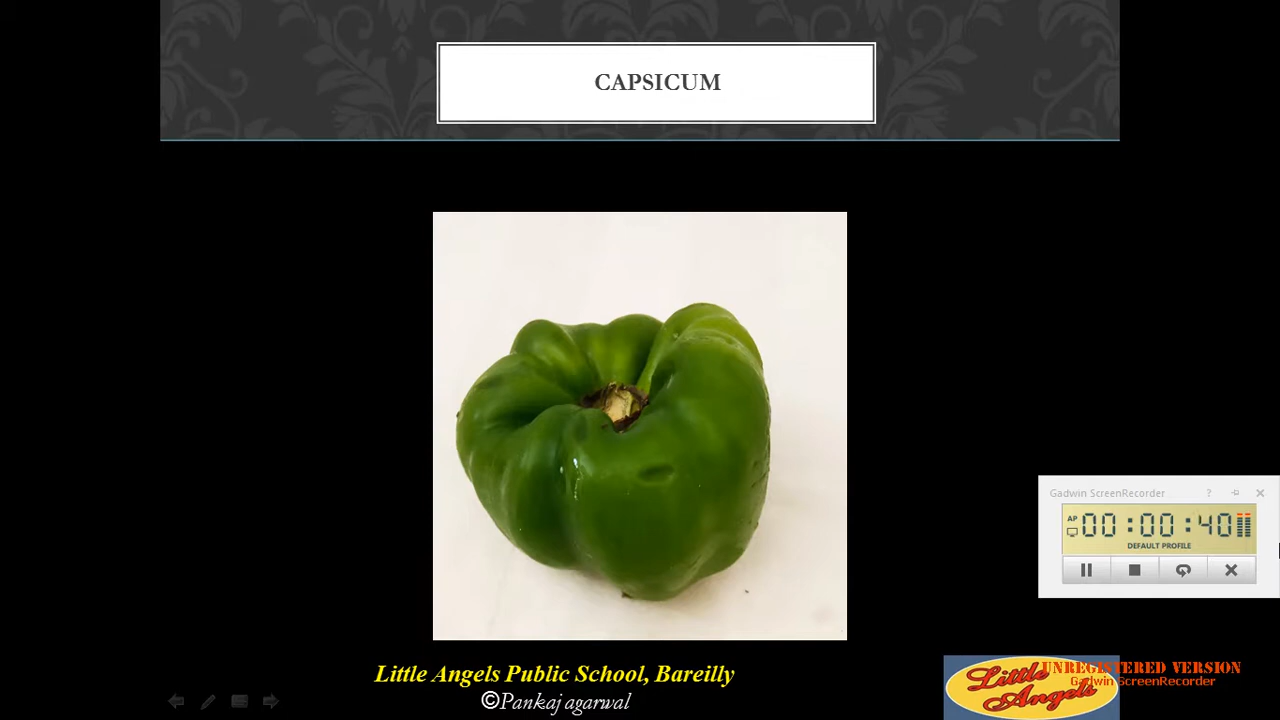 CAPSICUM
Gadwin ScreenRecorder
AP 00:00:40
DEFAULT PROFILE
Little Angels Public School, Bareilly
©Pankaj agarwal
Little
Angels
UNREGISTERED VERSION
Gadwin ScreenRecorder